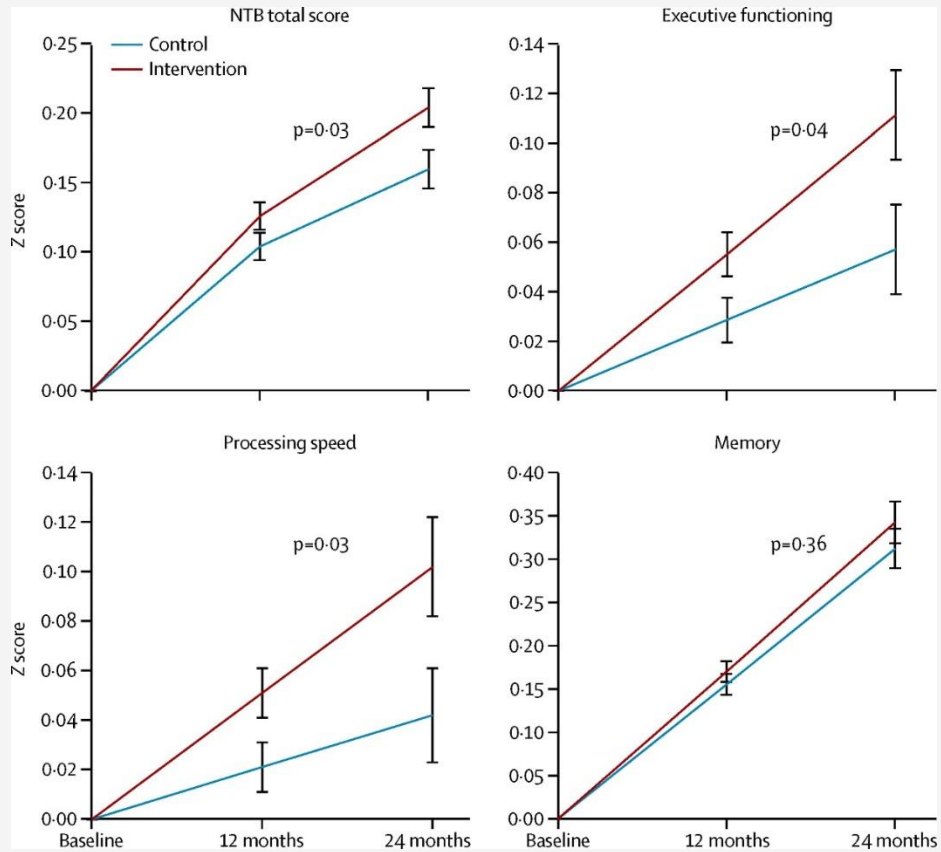 NTB total score
0·25
0·20
0·15
0·10
0·05
0·00
Z score
Control
Intervention
p=0·03
Executive functioning
0·14
0·12
0·10
0·08
0·06
0·04
0·02
0·00
p=0·04
Processing speed
0·14
0·12
0·10
0·08
0·06
0·04
0·02
0·00
Z score
p=0·03
Baseline
12 months
24 months
Memory
0·40
0·35
0·30
0·25
0·20
0·15
0·10
0·05
0·00
p=0·36
Baseline
12 months
24 months